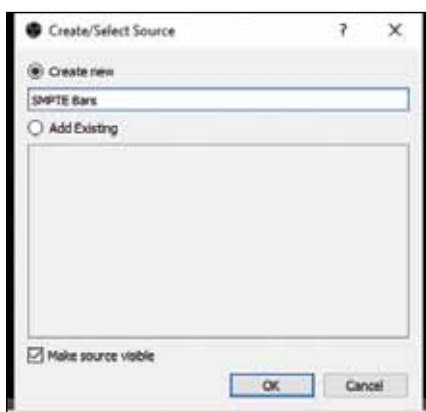 Create/Select Source ? X
Create new
SMPTE Bars
Add Existing
Make source visible
OK Cancel